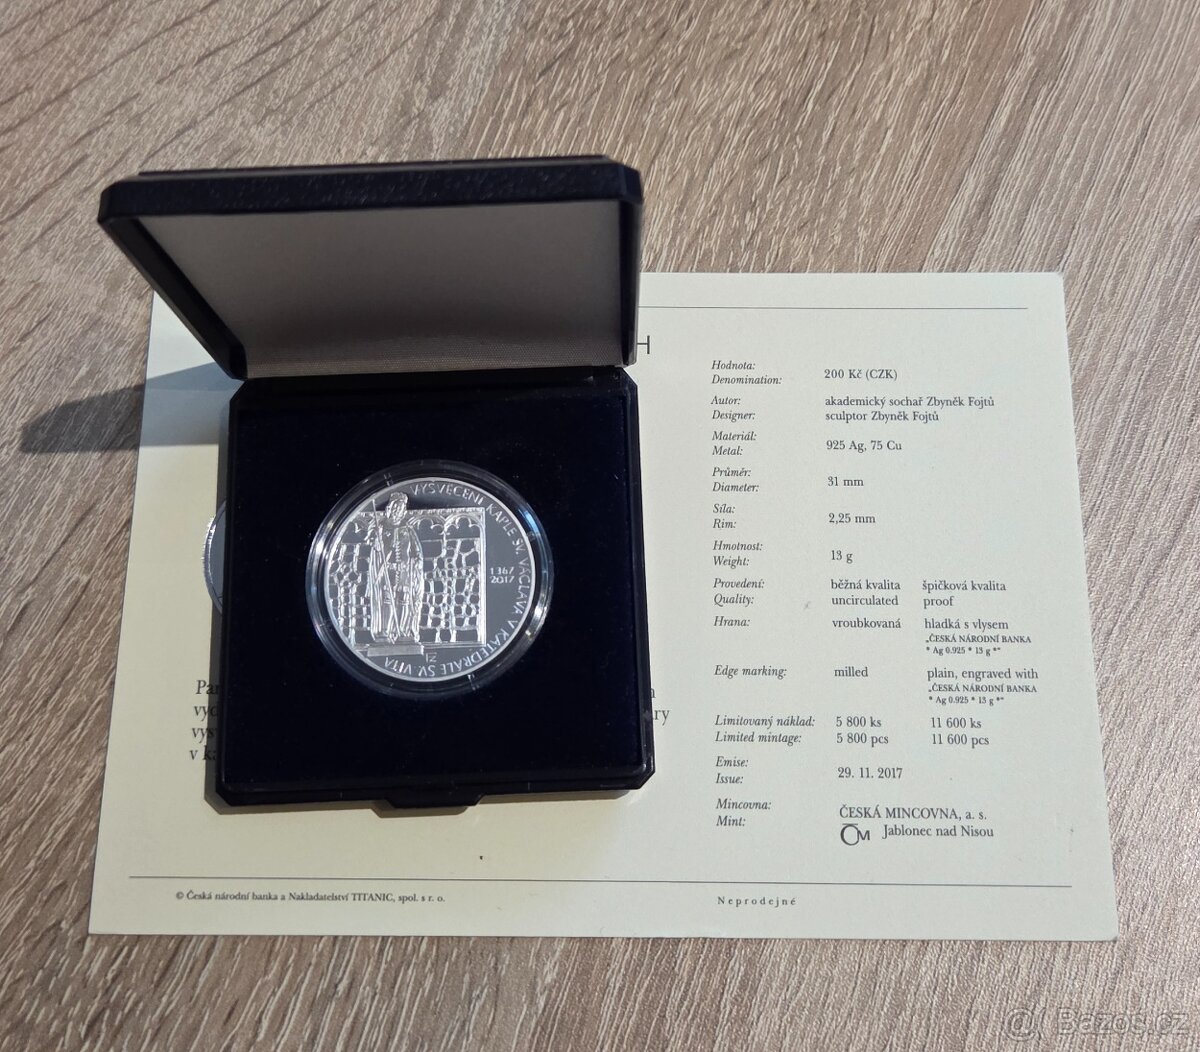 VYSVĚCENÍ KAPLE SV. VÁCLAVA V KATEDRÁLE SV. VÍTA
1367
2017
H
Hodnota:
Denomination:
200 Kč (CZK)
Autor:
Designer:
akademický sochař Zbyněk Fojtů
sculptor Zbyněk Fojtů
Materiál:
Metal:
925 Ag, 75 Cu
Průměr:
Diameter:
31 mm
Síla:
Rim:
2,25 mm
Hmotnost:
Weight:
13 g
Provedení: běžná kvalita špičková kvalita
Quality: uncirculated proof
Hrana: vroubkovaná hladká s vlysem
„ČESKÁ NÁRODNÍ BANKA
* Ag 0.925 * 13 g *“
Edge marking: milled plain, engraved with
„ČESKÁ NÁRODNÍ BANKA
* Ag 0.925 * 13 g *“
Limitovaný náklad: 5 800 ks 11 600 ks
Limited mintage: 5 800 pcs 11 600 pcs
Emise:
Issue:
29. 11. 2017
Mincovna:
Mint:
ČESKÁ MINCOVNA, a. s.
ČM Jablonec nad Nisou
© Česká národní banka a Nakladatelství TITANIC, spol. s r. o.
Neprodejné
@ Bazos.cz